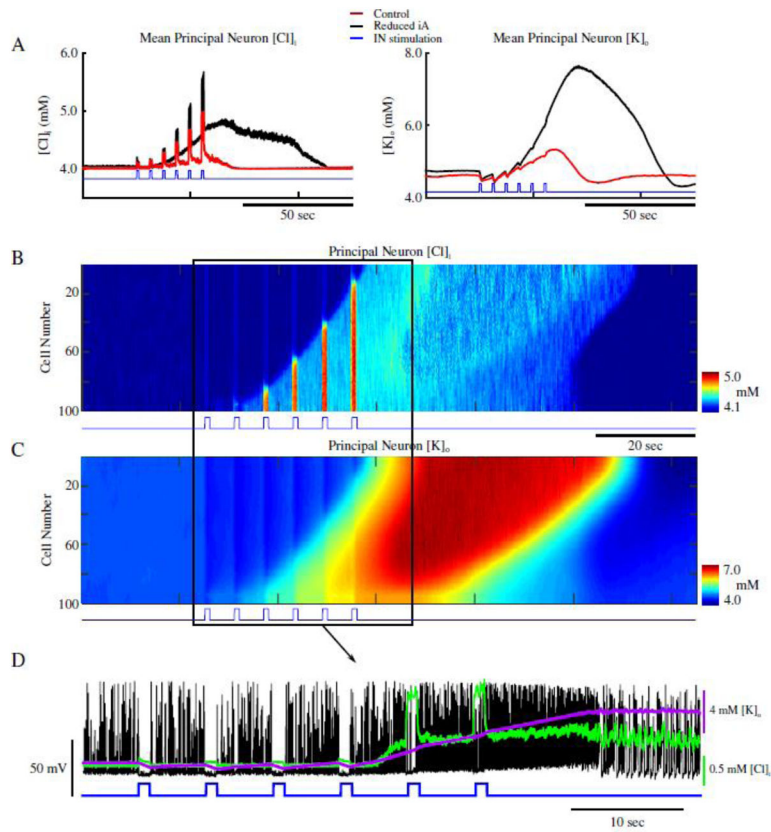 Control
Reduced iA
IN stimulation
A
Mean Principal Neuron [Cl]i
Mean Principal Neuron [K]o
6.0
5.0
4.0
[Cl]i (mM)
50 sec
8.0
6.0
4.0
[K]o (mM)
50 sec
B
Principal Neuron [Cl]i
20
60
100
Cell Number
5.0
mM
4.1
20 sec
C
Principal Neuron [K]o
20
60
100
Cell Number
7.0
mM
4.0
D
50 mV
4 mM [K]o
0.5 mM [Cl]i
10 sec